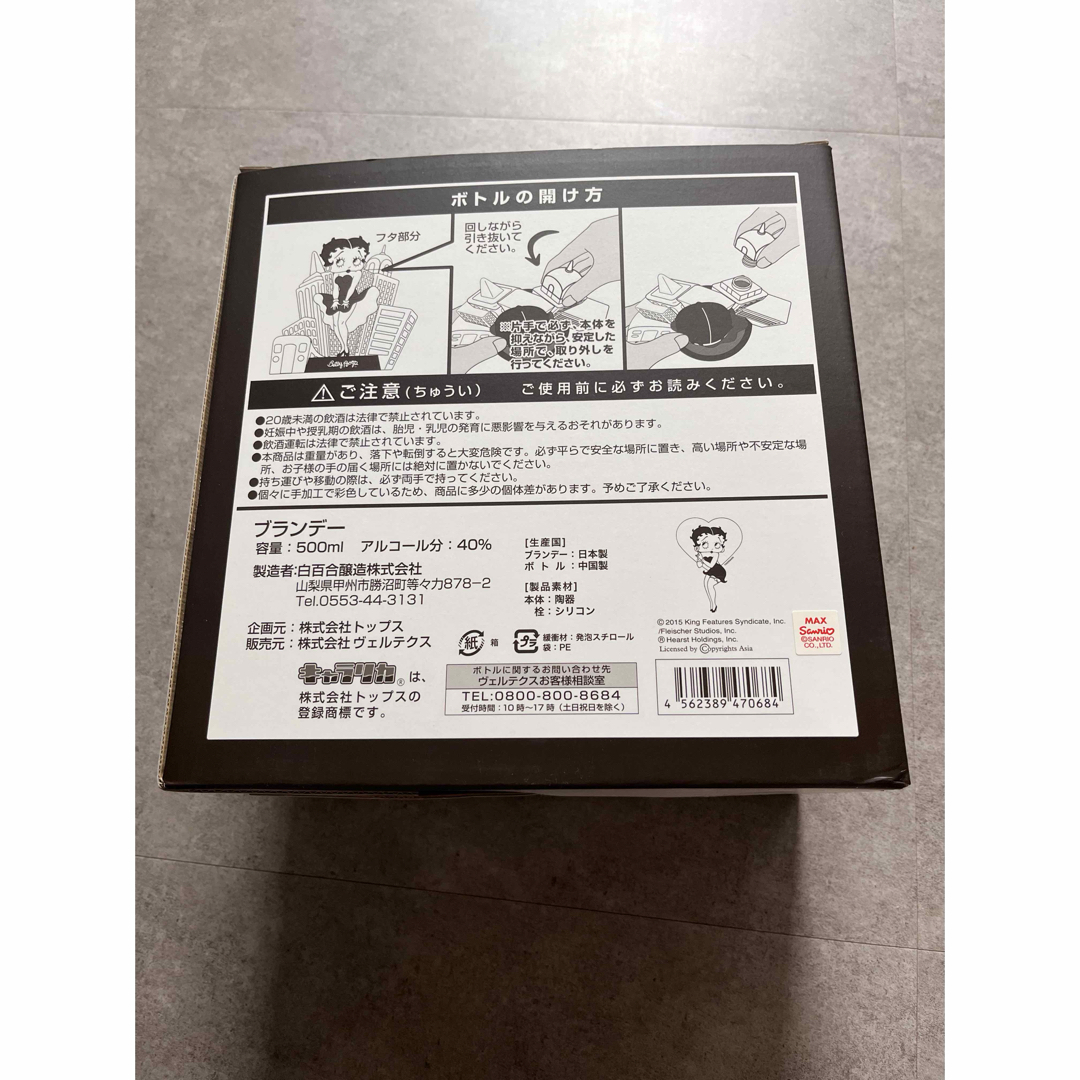 ボトルの開け方
フタ部分
Betty Boop
回しながら
引き抜いて
ください。
※片手で必ず、本体を
抑えながら、安定した
場所で、取り外しを
行ってください。
⚠ご注意(ちゅうい) ご使用前に必ずお読みください。
●20歳未満の飲酒は法律で禁止されています。
●妊娠中や授乳期の飲酒は、胎児・乳児の発育に悪影響を与えるおそれがあります。
●飲酒運転は法律で禁止されています。
●本商品は重量があり、落下や転倒すると大変危険です。必ず平らで安全な場所に置き、高い場所や不安定な場
所、お子様の手の届く場所には絶対に置かないでください。
●持ち運びや移動の際は、必ず両手で持ってください。
●個々に手加工で彩色しているため、商品に多少の個体差があります。予めご了承ください。
ブランデー
容量：500ml アルコール分：40%
製造者:白百合醸造株式会社
山梨県甲州市勝沼町等々力878-2
Tel.0553-44-3131
企画元：株式会社トップス
販売元：株式会社ヴェルテクス
キャラリカ®は、
株式会社トップスの
登録商標です。
[生産国]
ブランデー：日本製
ボトル：中国製
[製品素材]
本体：陶器
栓：シリコン
紙 箱
プラ 緩衝材：発泡スチロール
袋：PE
ボトルに関するお問い合わせ先
ヴェルテクスお客様相談室
TEL:0800-800-8684
受付時間：10時〜17時（土日祝日を除く）
©2015 King Features Syndicate, Inc.
/Fleischer Studios, Inc.
® Hearst Holdings, Inc.
Licensed by Copyrights Asia
MAX
Sanrio
©SANRIO
CO.,LTD.
4 562389 470684